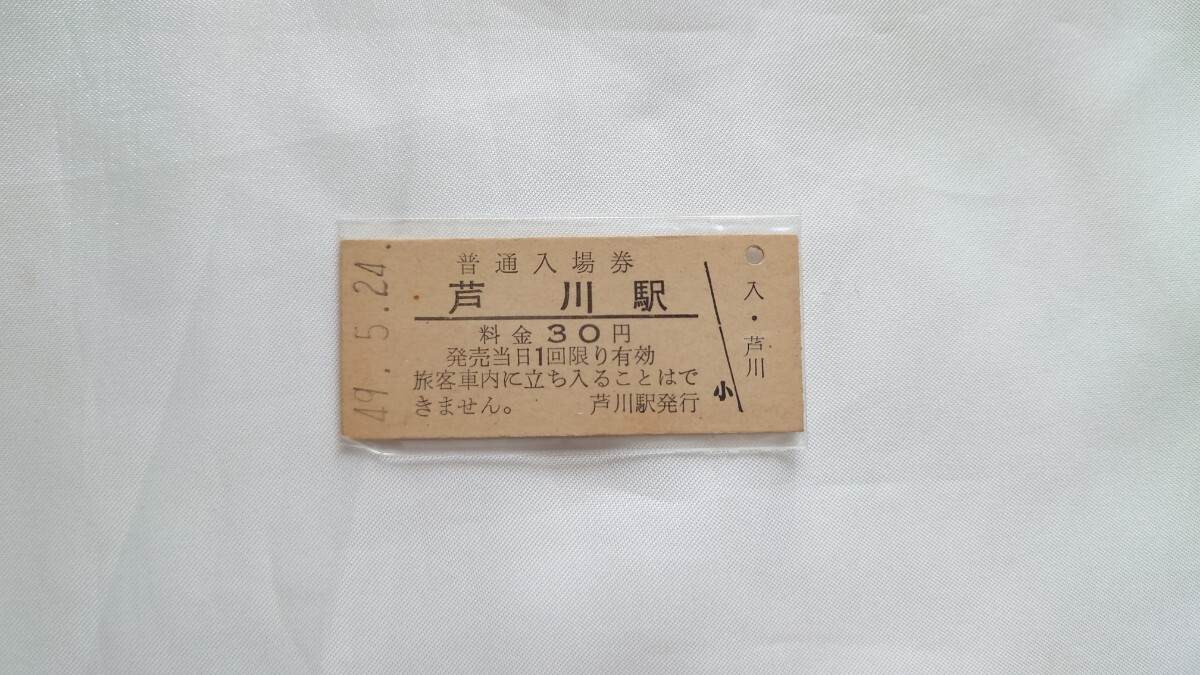 49.5.24.
普通入場券
芦川駅
料金30円
発売当日1回限り有効
旅客車内に立ち入ることはで
きません。 芦川駅発行
小
入・芦川